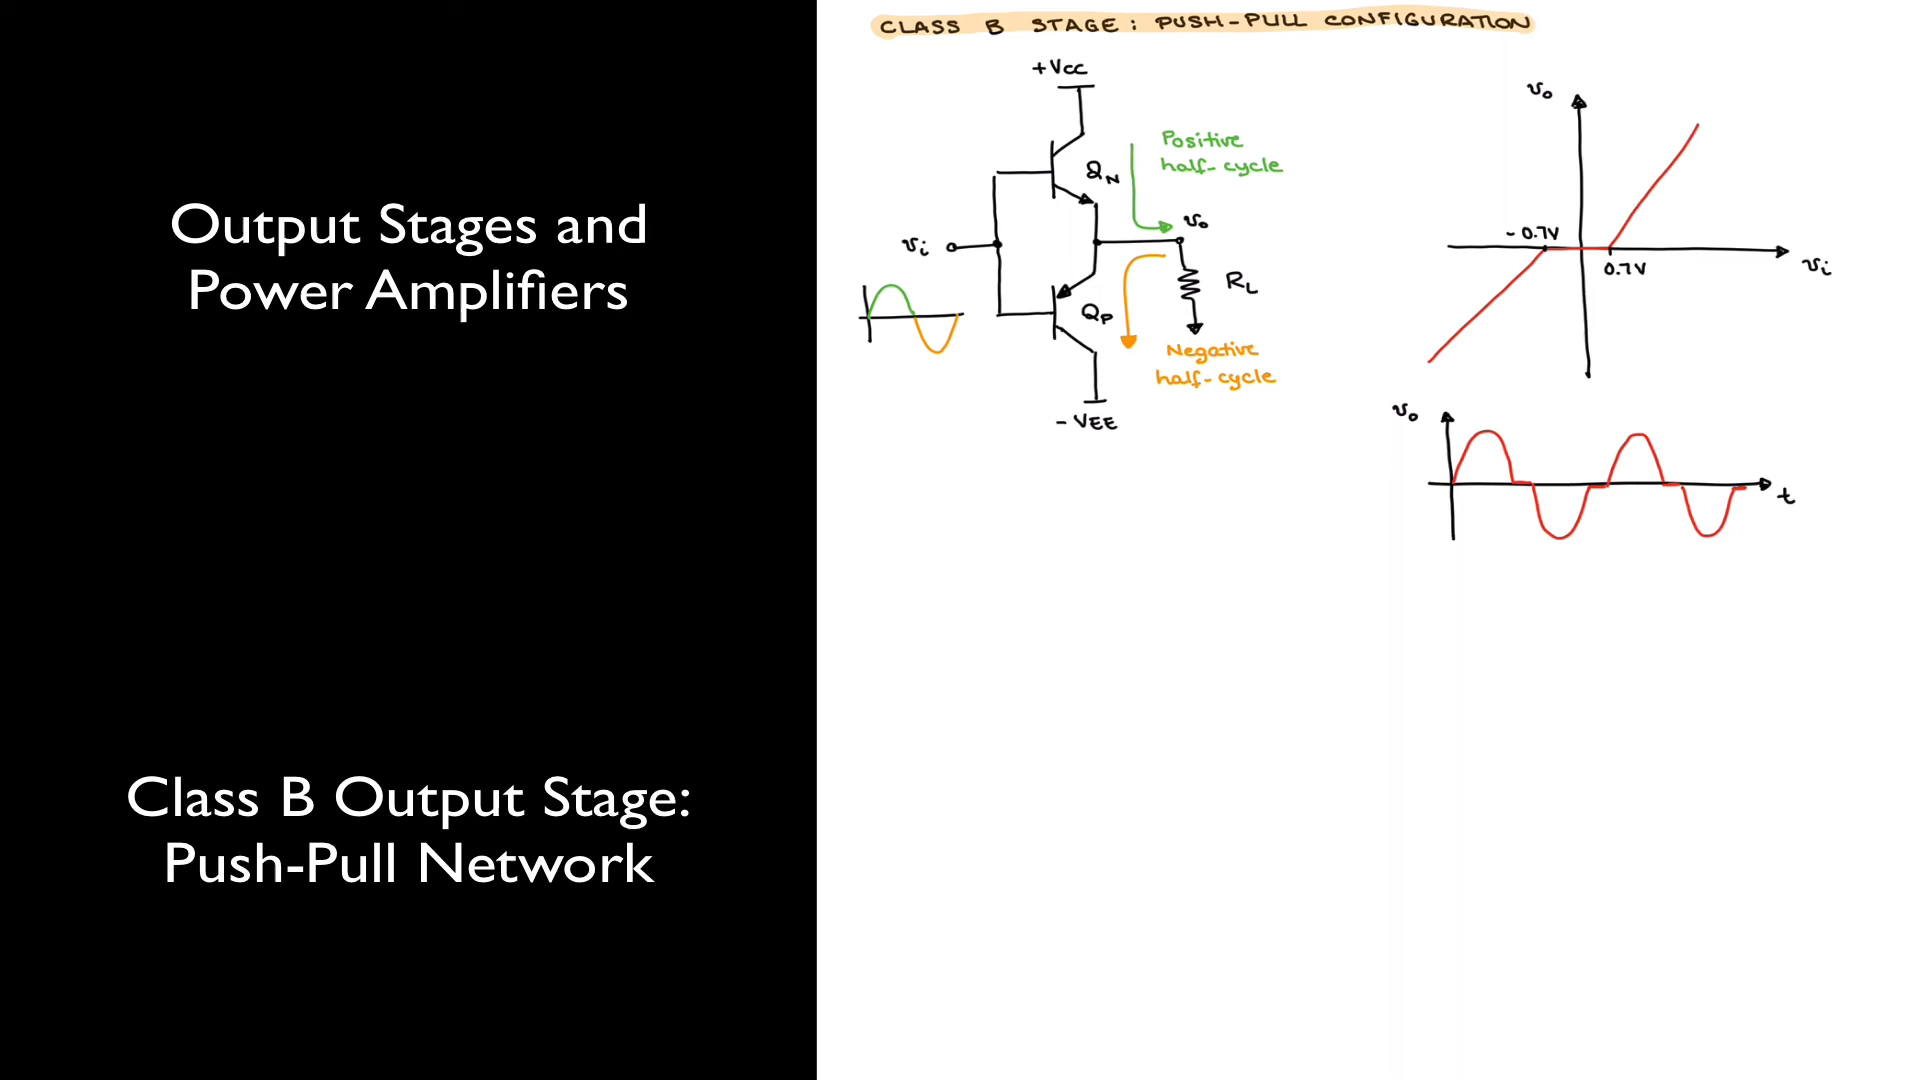 Output Stages and
Power Amplifiers
Class B Output Stage:
Push-Pull Network
CLASS B STAGE: PUSH-PULL CONFIGURATION
+Vcc
Positive
half-cycle
QN
vo
vi
RL
QP
Negative
half-cycle
- VEE
vo
- 0.7V
0.7V
vi
vo
t